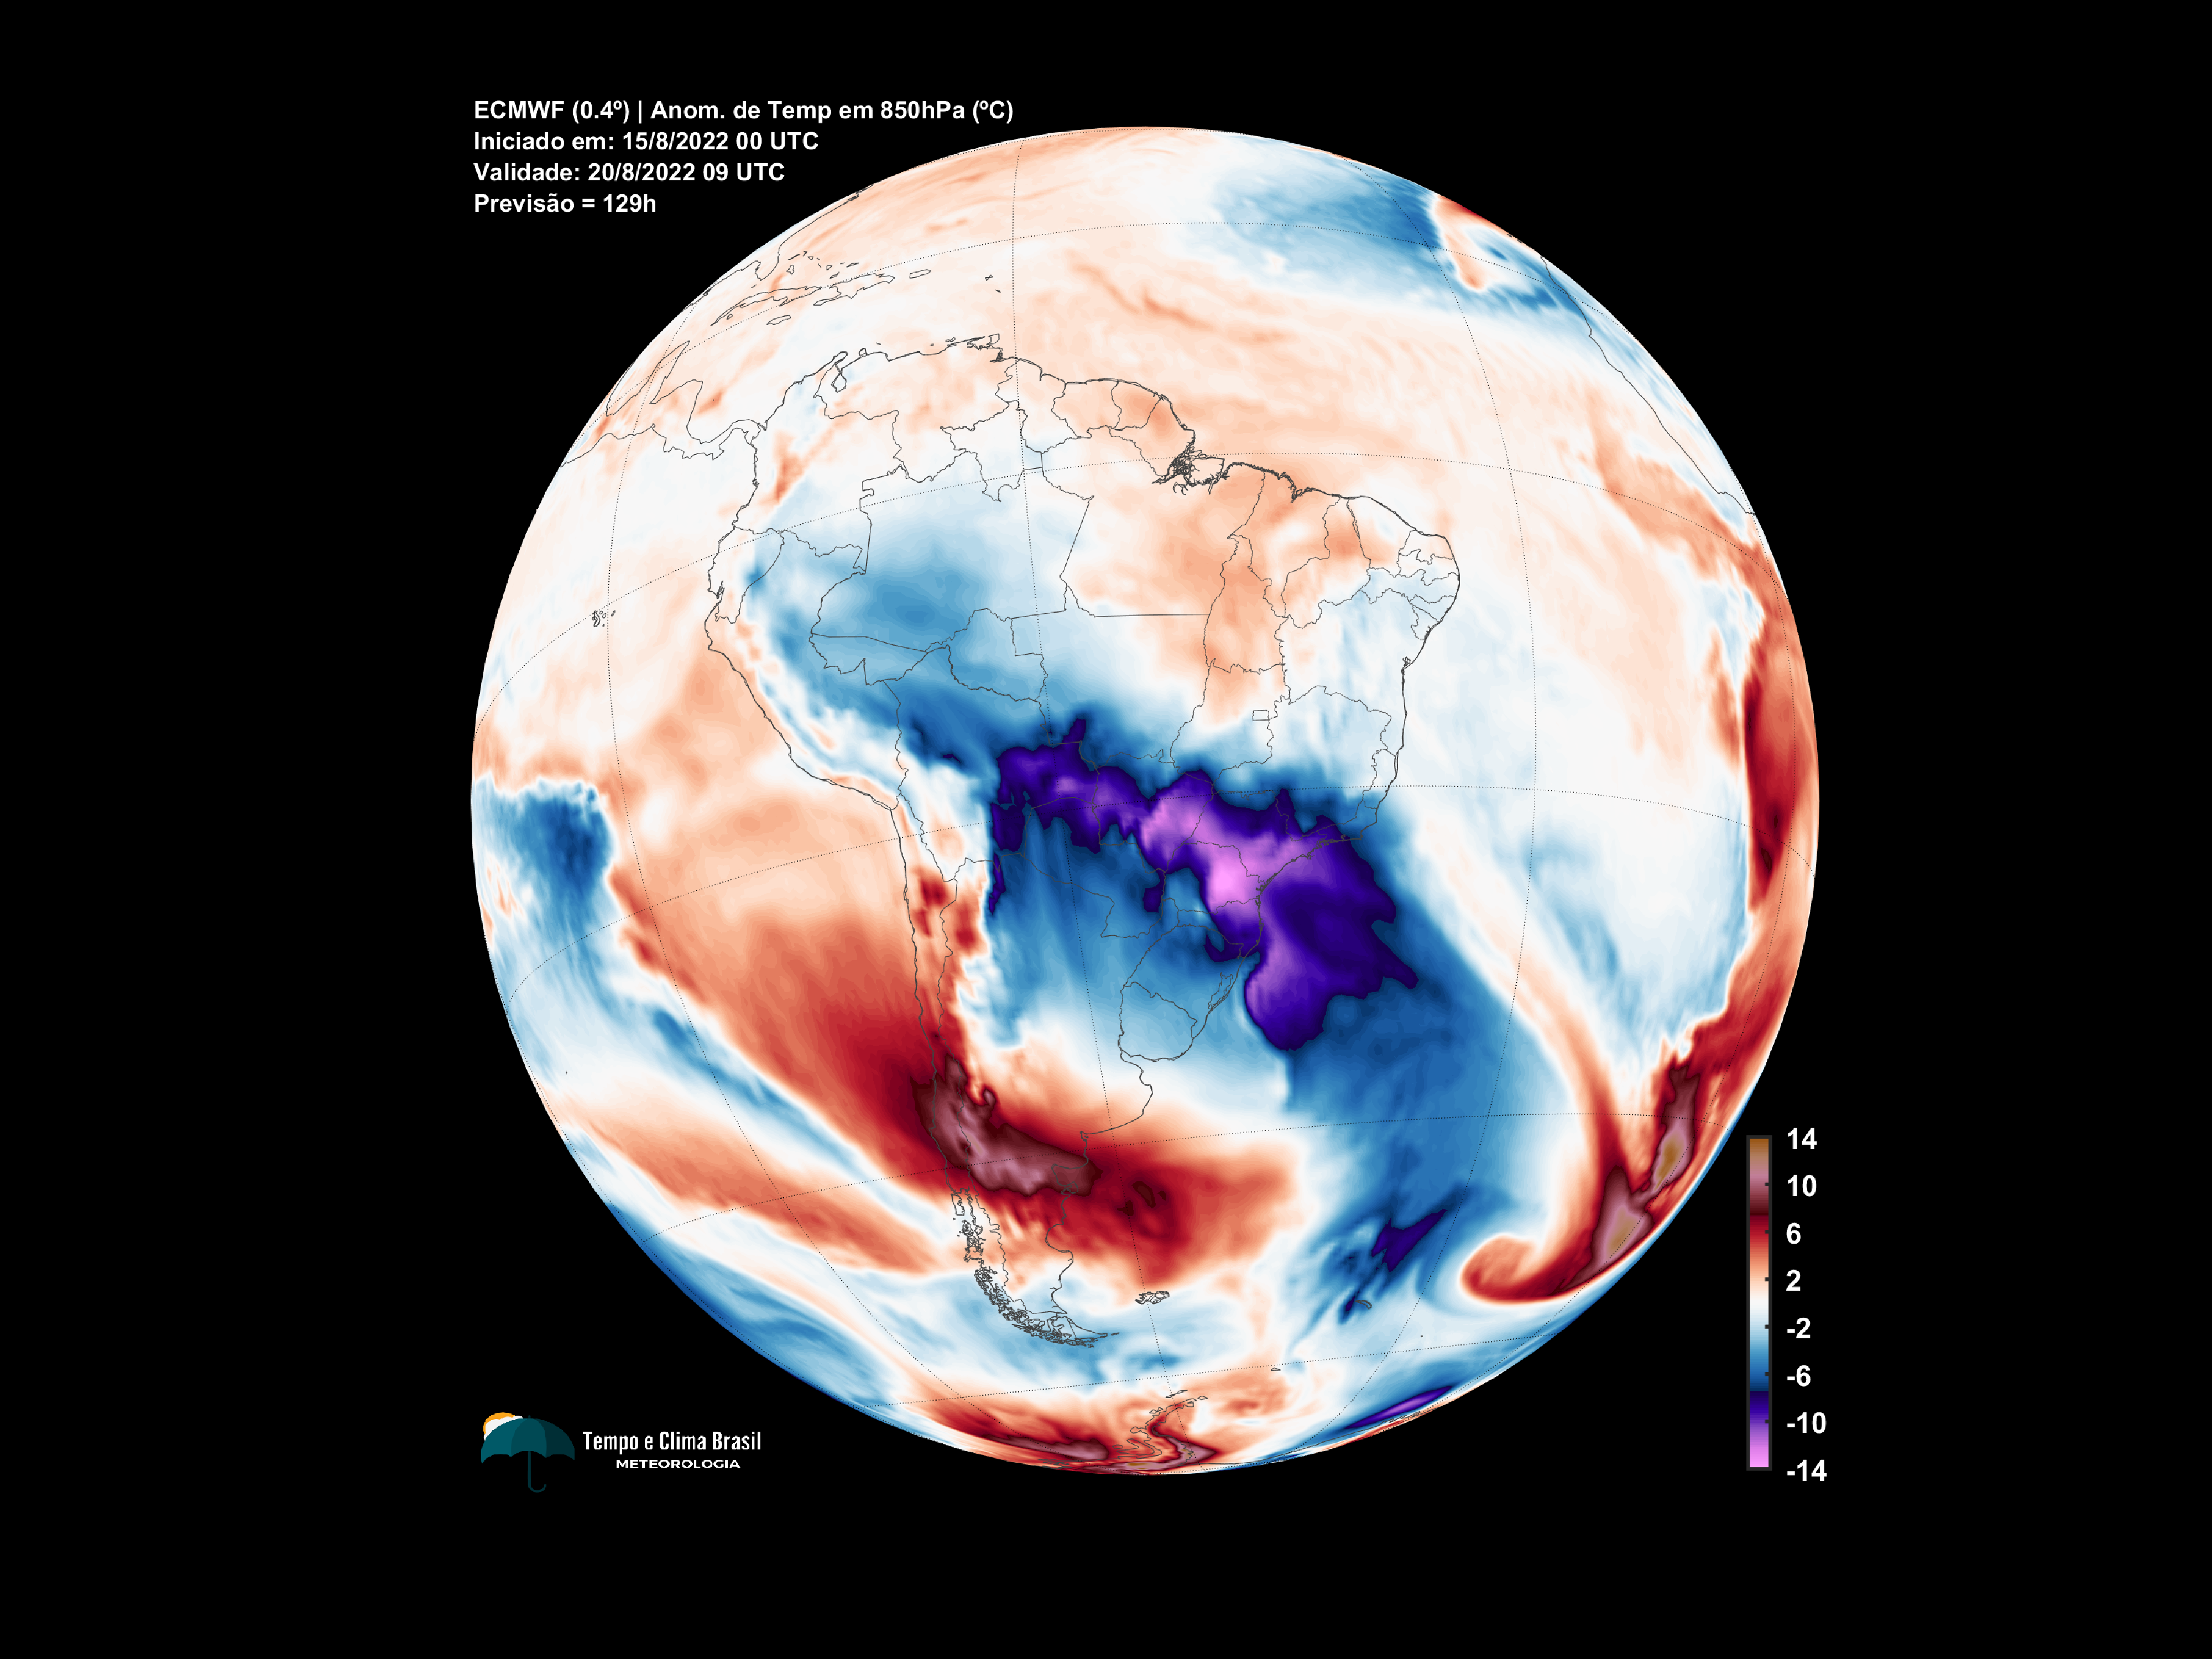 ECMWF (0.4º) | Anom. de Temp em 850hPa (ºC)
Iniciado em: 15/8/2022 00 UTC
Validade: 20/8/2022 09 UTC
Previsão = 129h
14
10
6
2
-2
-6
-10
-14
Tempo e Clima Brasil
METEOROLOGIA